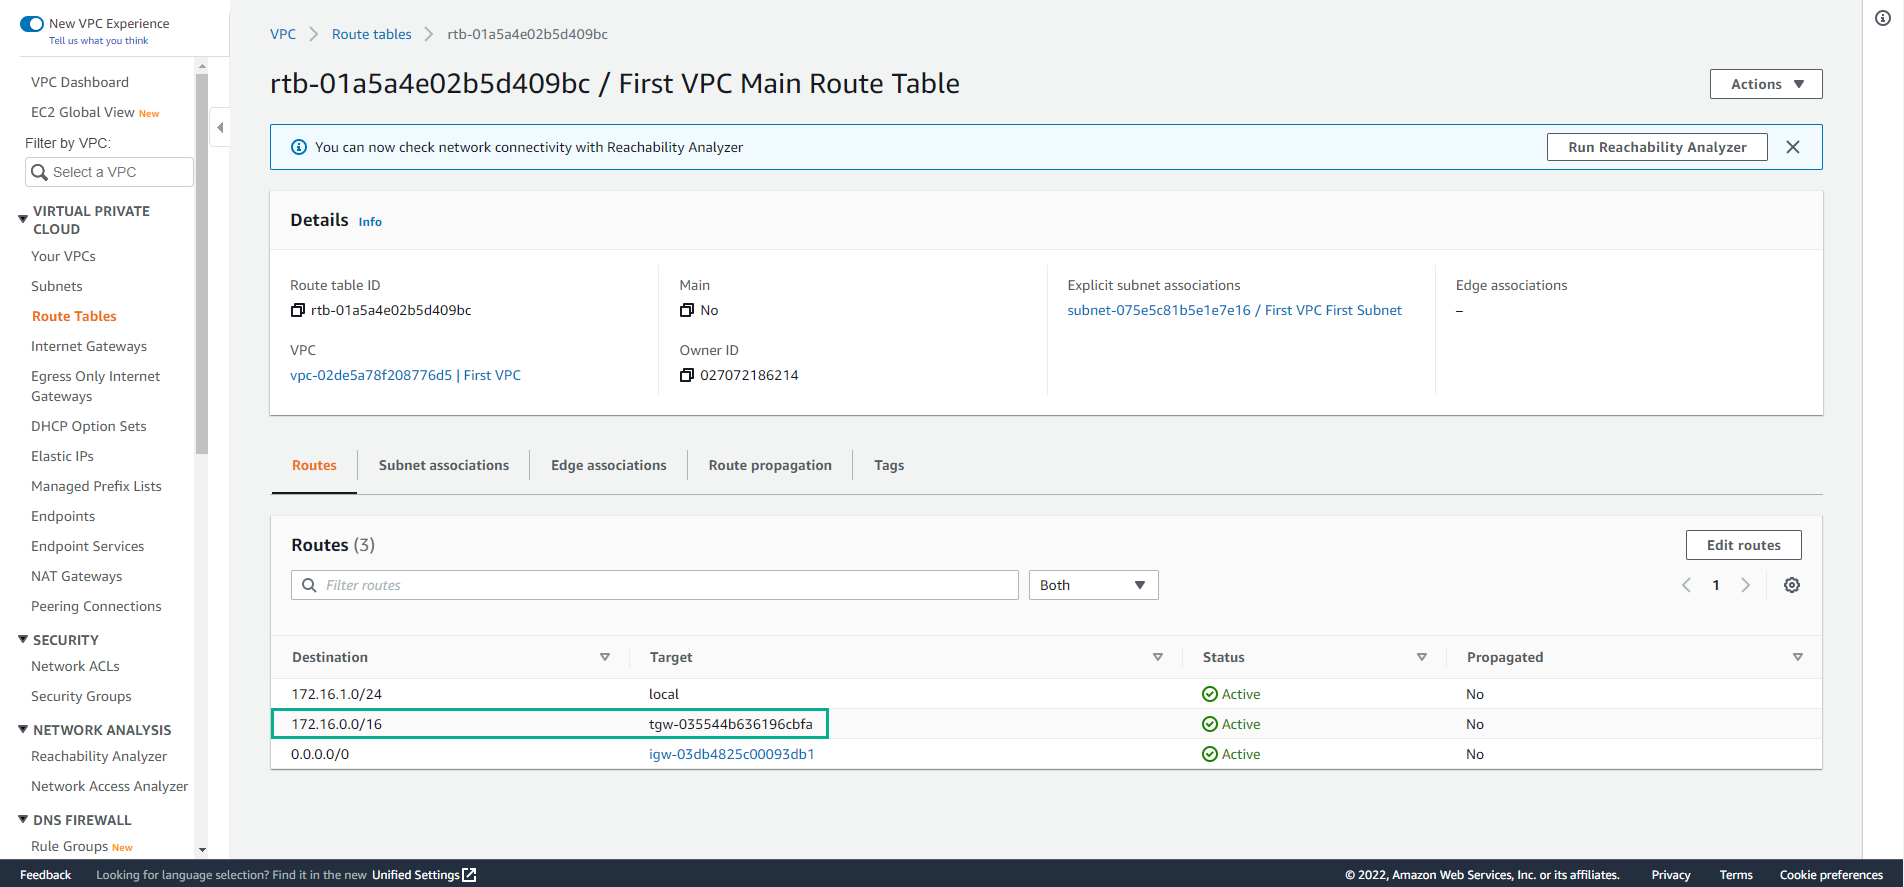 New VPC Experience
Tell us what you think
VPC Dashboard
EC2 Global View New
Filter by VPC:
Select a VPC
VIRTUAL PRIVATE
CLOUD
Your VPCs
Subnets
Route Tables
Internet Gateways
Egress Only Internet
Gateways
DHCP Option Sets
Elastic IPs
Managed Prefix Lists
Endpoints
Endpoint Services
NAT Gateways
Peering Connections
SECURITY
Network ACLs
Security Groups
NETWORK ANALYSIS
Reachability Analyzer
Network Access Analyzer
DNS FIREWALL
Rule Groups New
VPC Route tables rtb-01a5a4e02b5d409bc
rtb-01a5a4e02b5d409bc / First VPC Main Route Table
Actions
You can now check network connectivity with Reachability Analyzer
Run Reachability Analyzer
Details Info
Route table ID
rtb-01a5a4e02b5d409bc
VPC
vpc-02de5a78f208776d5 | First VPC
Main
No
Owner ID
027072186214
Explicit subnet associations
subnet-075e5c81b5e1e7e16 / First VPC First Subnet
Edge associations
–
Routes Subnet associations Edge associations Route propagation Tags
Routes (3)
Edit routes
Filter routes
Both
1
Destination Target Status Propagated
172.16.1.0/24 local Active No
172.16.0.0/16 tgw-035544b636196cbfa Active No
0.0.0.0/0 igw-03db4825c00093db1 Active No
Feedback Looking for language selection? Find it in the new Unified Settings © 2022, Amazon Web Services, Inc. or its affiliates. Privacy Terms Cookie preferences